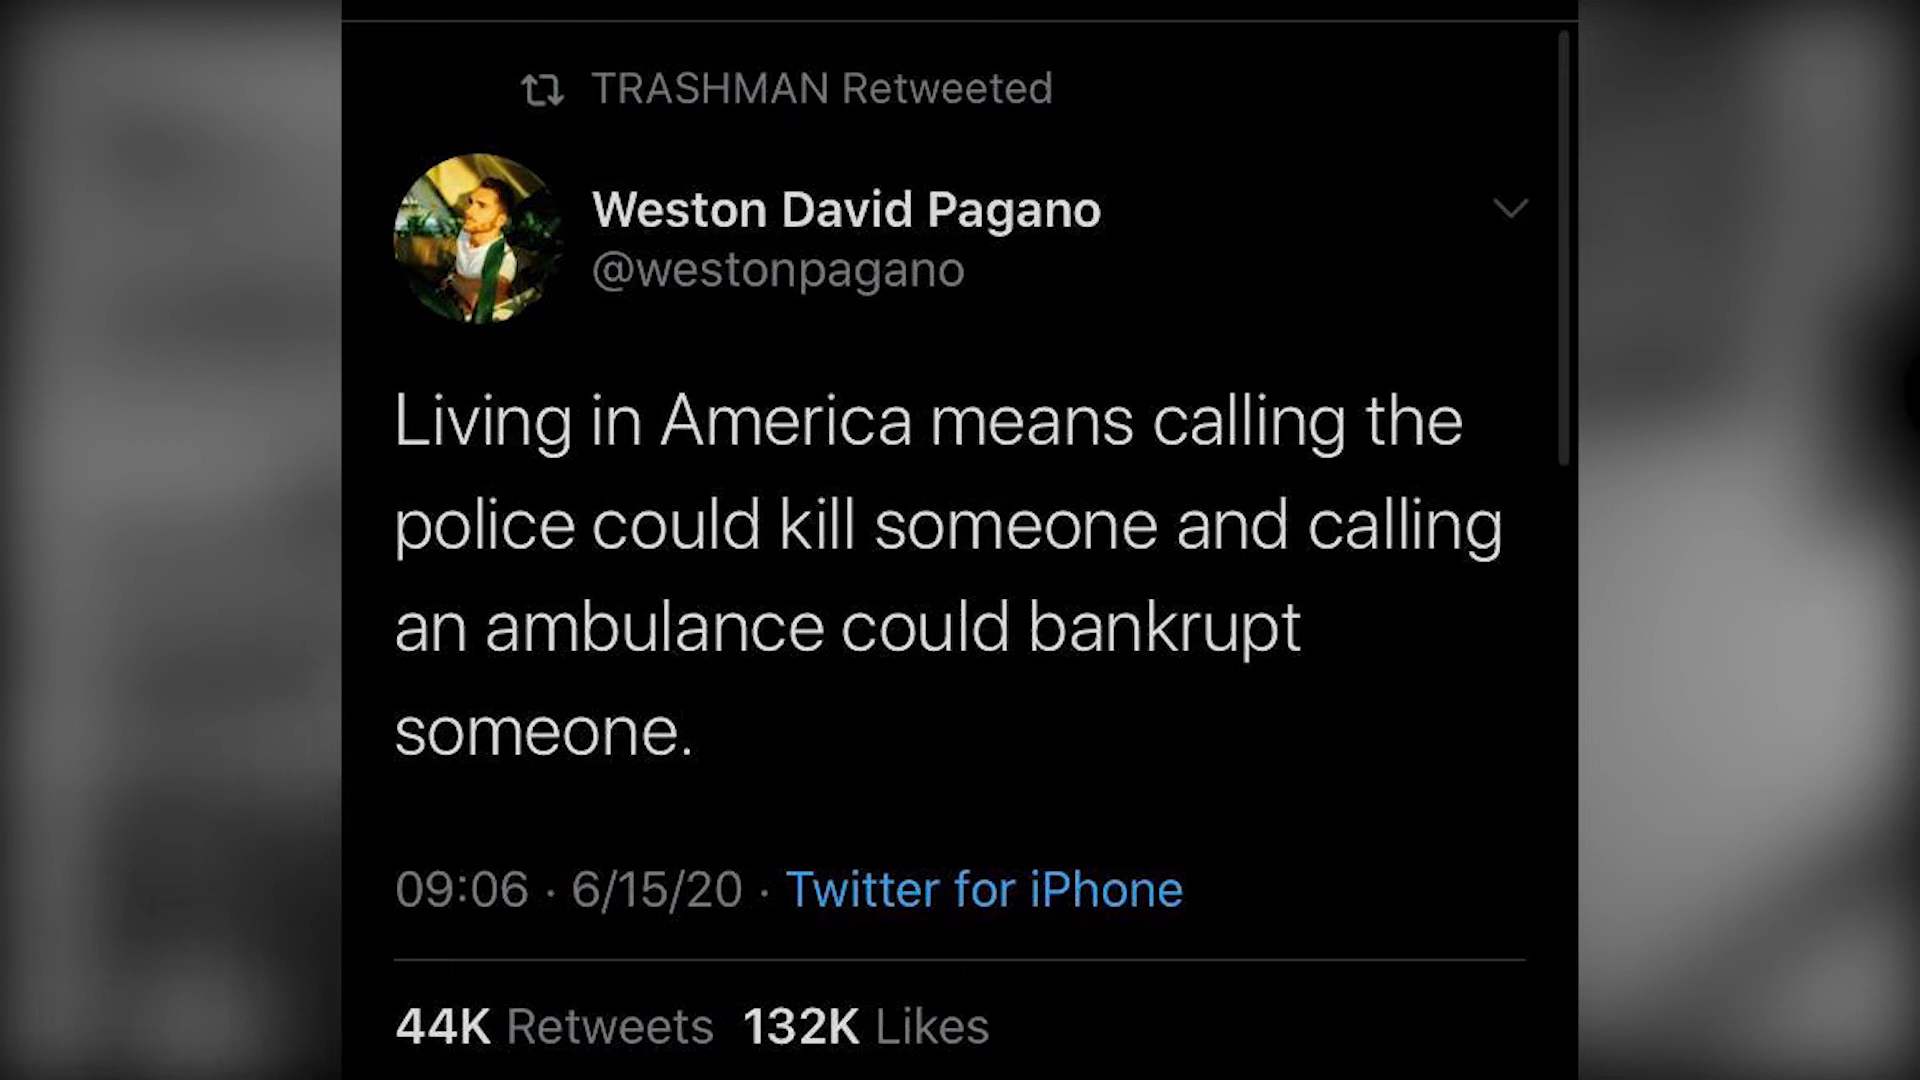 TRASHMAN Retweeted
Weston David Pagano
@westonpagano
Living in America means calling the
police could kill someone and calling
an ambulance could bankrupt
someone.
09:06 · 6/15/20 · Twitter for iPhone
44K Retweets 132K Likes